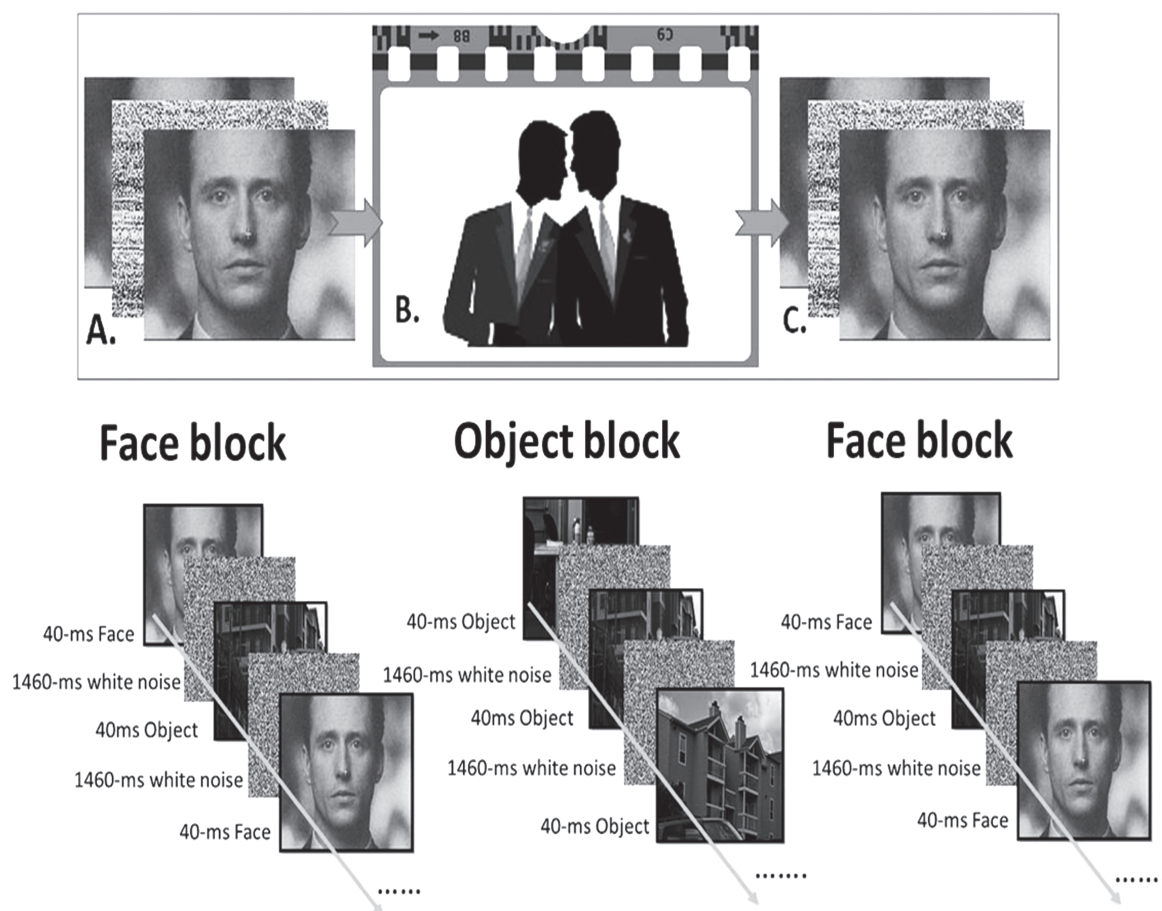 B8
C9
A.
B.
C.
Face block
Object block
Face block
40-ms Face
1460-ms white noise
40ms Object
1460-ms white noise
40-ms Face
......
40-ms Object
1460-ms white noise
40ms Object
1460-ms white noise
40-ms Object
.......
40-ms Face
1460-ms white noise
40ms Object
1460-ms white noise
40-ms Face
......